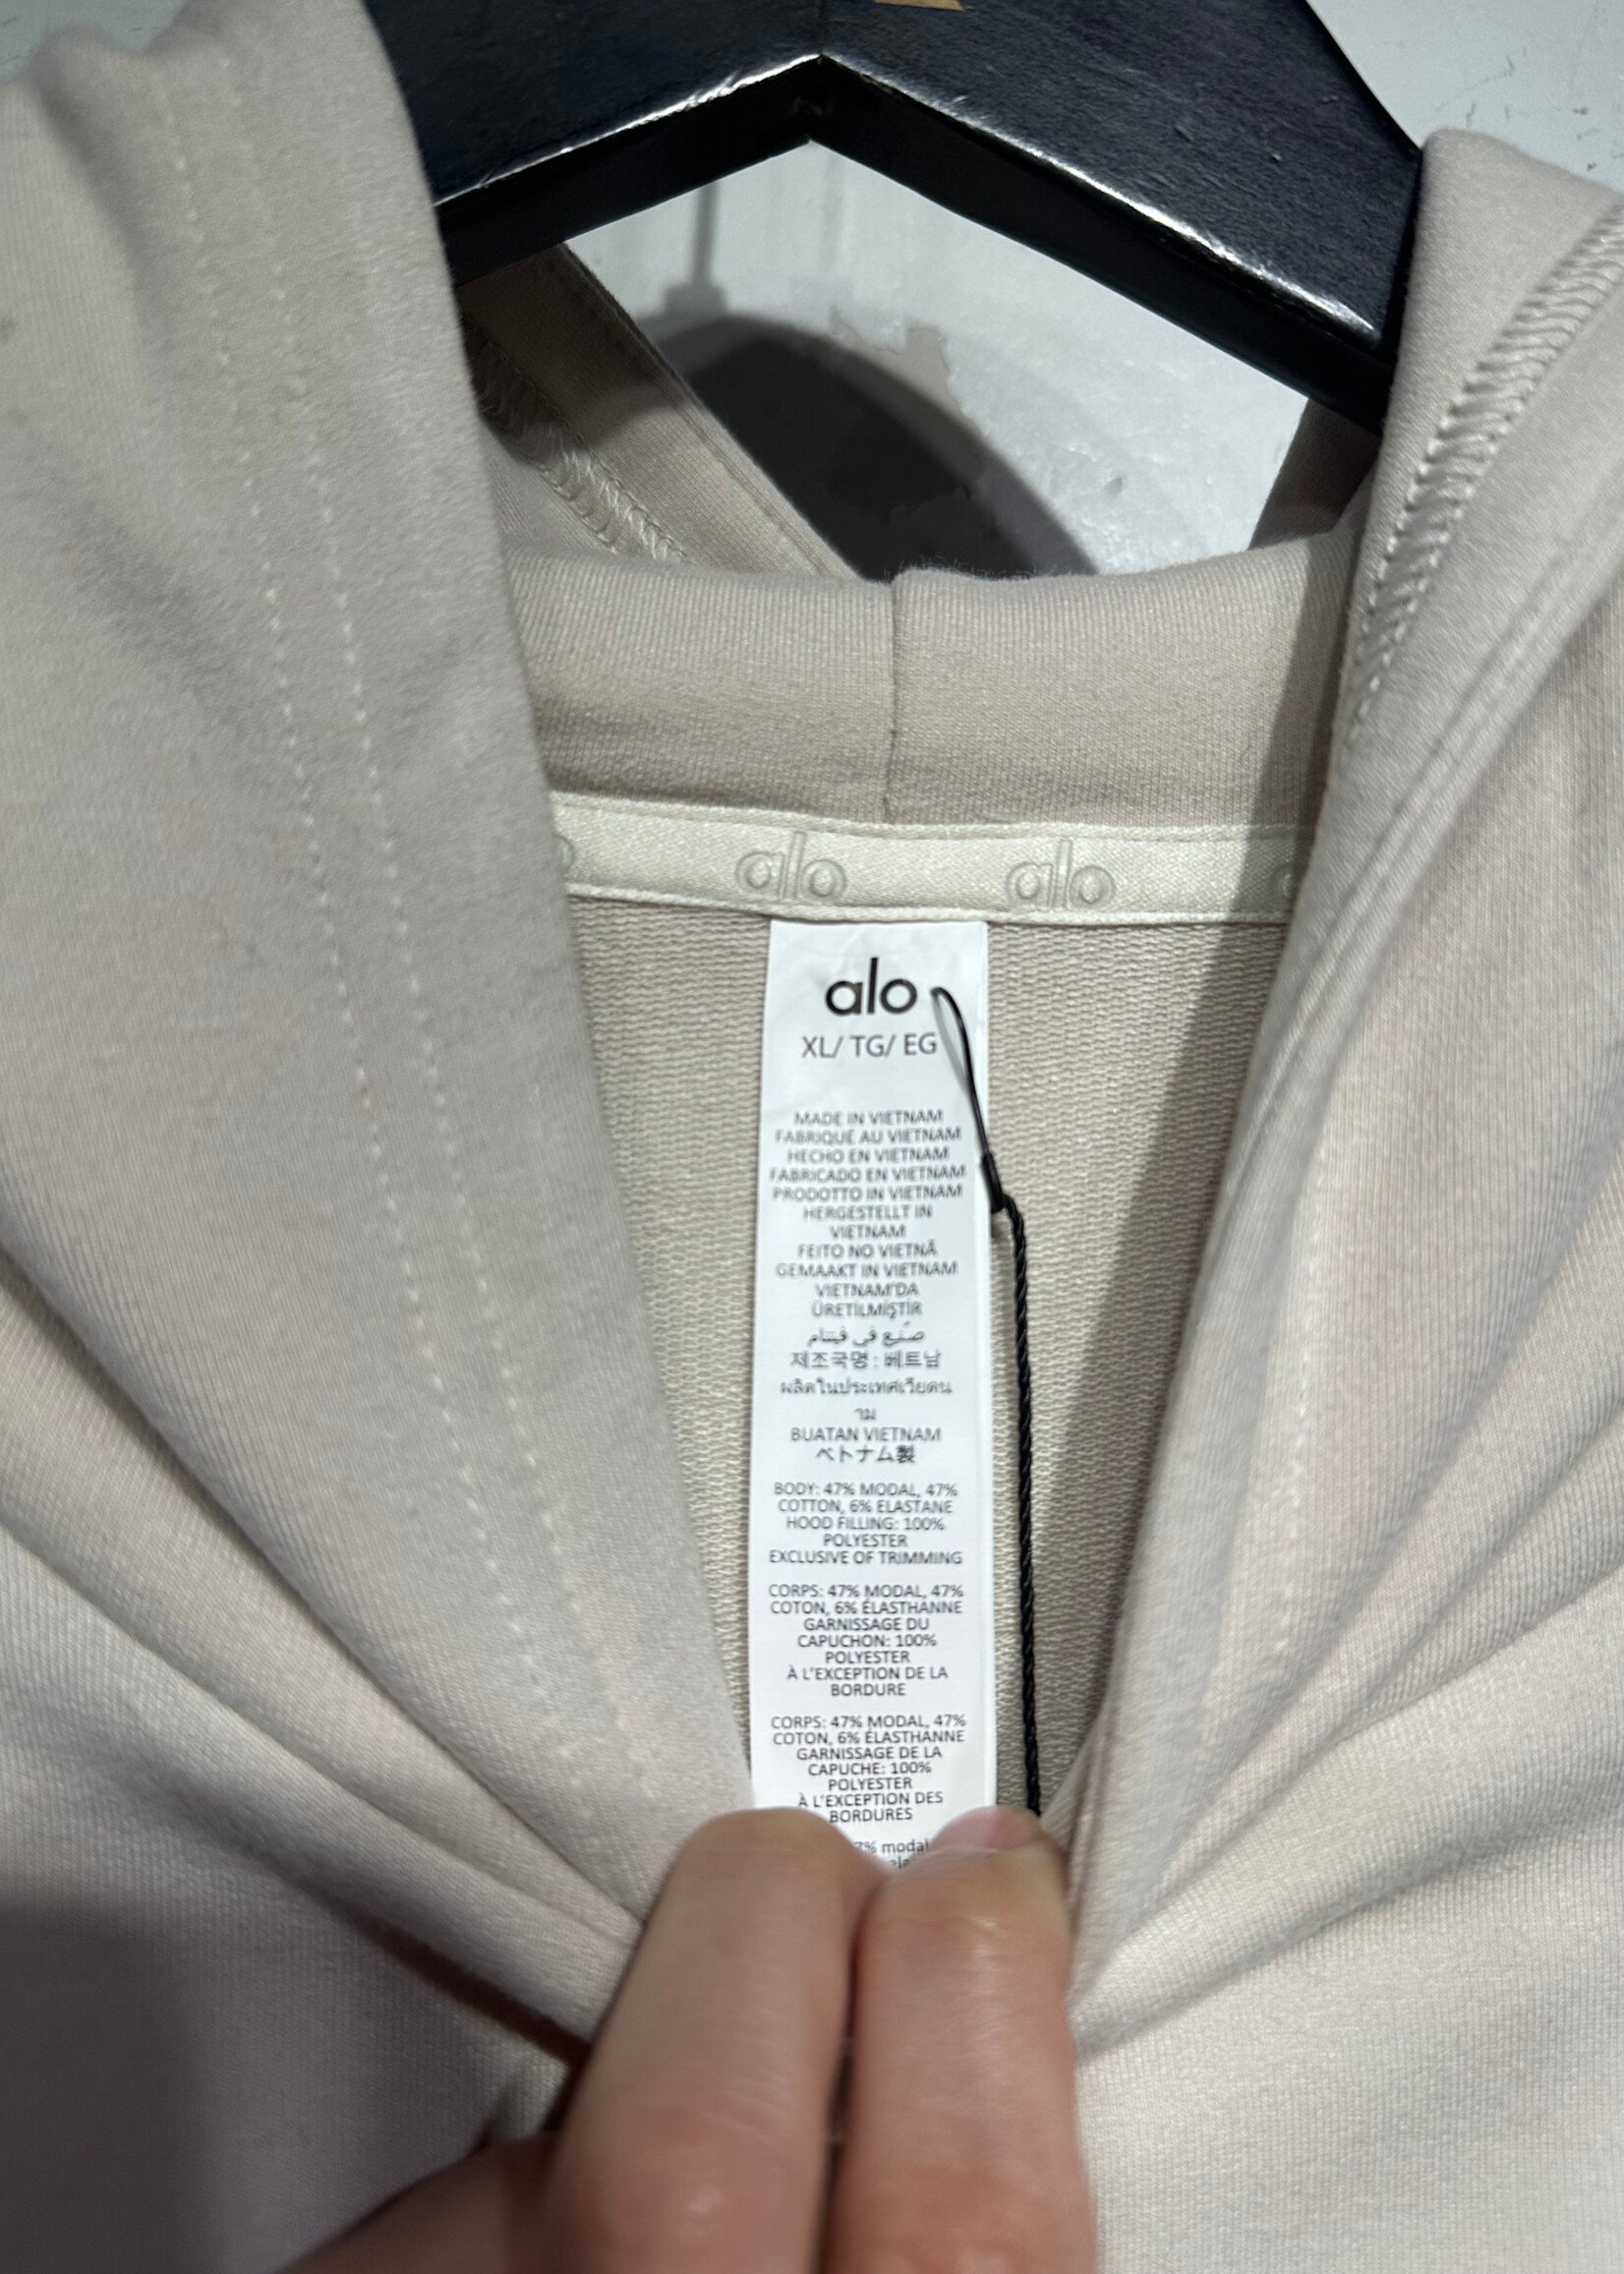 alo alo
alo
XL/ TG/ EG
MADE IN VIETNAM
FABRIQUÉ AU VIETNAM
HECHO EN VIETNAM
FABRICADO EN VIETNAM
PRODOTTO IN VIETNAM
HERGESTELLT IN
VIETNAM
FEITO NO VIETNÃ
GEMAAKT IN VIETNAM
VIETNAM'DA
ÜRETİLMİŞTİR
صُنِع في فيتنام
제조국명 : 베트남
ผลิตในประเทศเวียดน
าม
BUATAN VIETNAM
ベトナム製
BODY: 47% MODAL, 47%
COTTON, 6% ELASTANE
HOOD FILLING: 100%
POLYESTER
EXCLUSIVE OF TRIMMING
CORPS: 47% MODAL, 47%
COTON, 6% ÉLASTHANNE
GARNISSAGE DU
CAPUCHON: 100%
POLYESTER
À L'EXCEPTION DE LA
BORDURE
CORPS: 47% MODAL, 47%
COTON, 6% ÉLASTHANNE
GARNISSAGE DE LA
CAPUCHE: 100%
POLYESTER
À L'EXCEPTION DES
BORDURES
7% modal